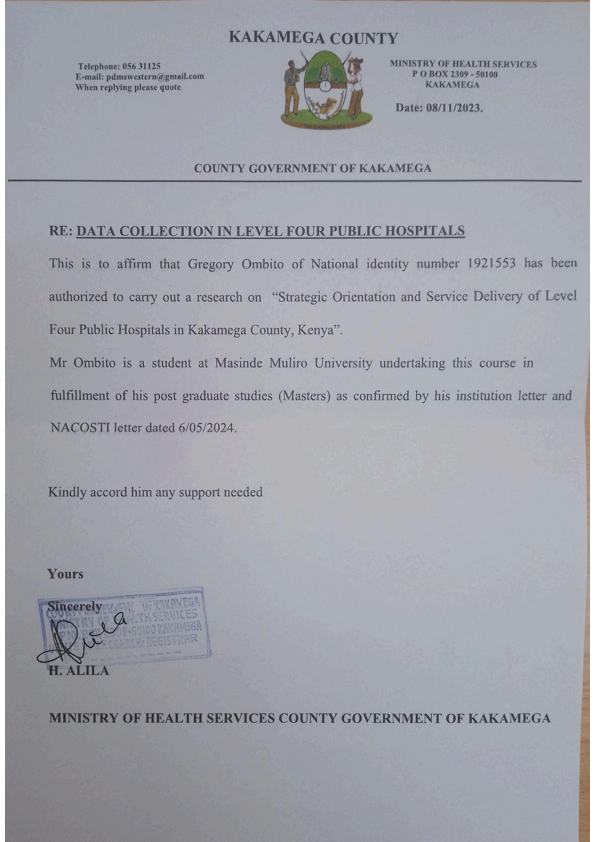 KAKAMEGA COUNTY
Telephone: 056 31125
E-mail: pdmswestern@gmail.com
When replying please quote
MINISTRY OF HEALTH SERVICES
P O BOX 2309 - 50100
KAKAMEGA
Date: 08/11/2023.
COUNTY GOVERNMENT OF KAKAMEGA
RE: DATA COLLECTION IN LEVEL FOUR PUBLIC HOSPITALS
This is to affirm that Gregory Ombito of National identity number 1921553 has been
authorized to carry out a research on “Strategic Orientation and Service Delivery of Level
Four Public Hospitals in Kakamega County, Kenya”.
Mr Ombito is a student at Masinde Muliro University undertaking this course in
fulfillment of his post graduate studies (Masters) as confirmed by his institution letter and
NACOSTI letter dated 6/05/2024.
Kindly accord him any support needed
Yours
Sincerely
H. ALILA
MINISTRY OF HEALTH SERVICES COUNTY GOVERNMENT OF KAKAMEGA